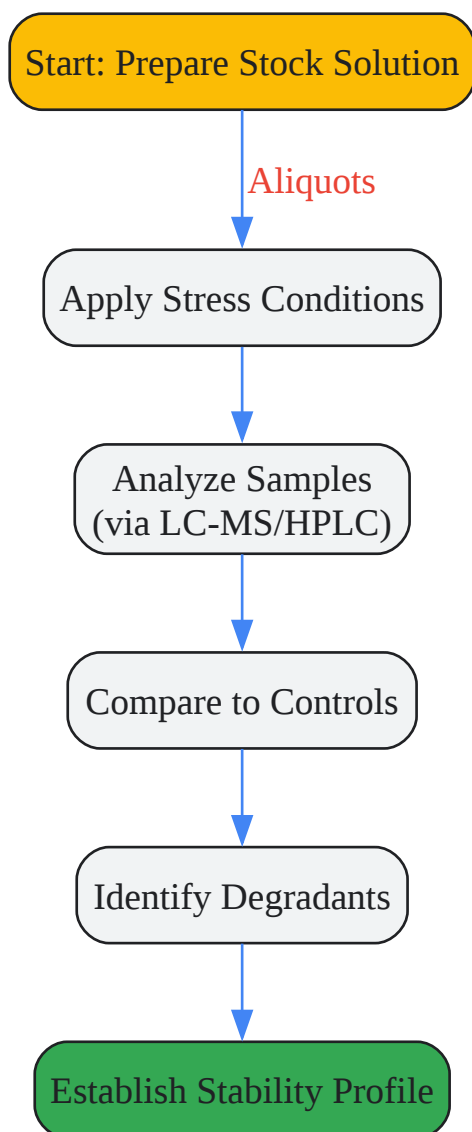 Start: Prepare Stock Solution
Aliquots
Apply Stress Conditions
Analyze Samples
(via LC-MS/HPLC)
Compare to Controls
Identify Degradants
Establish Stability Profile